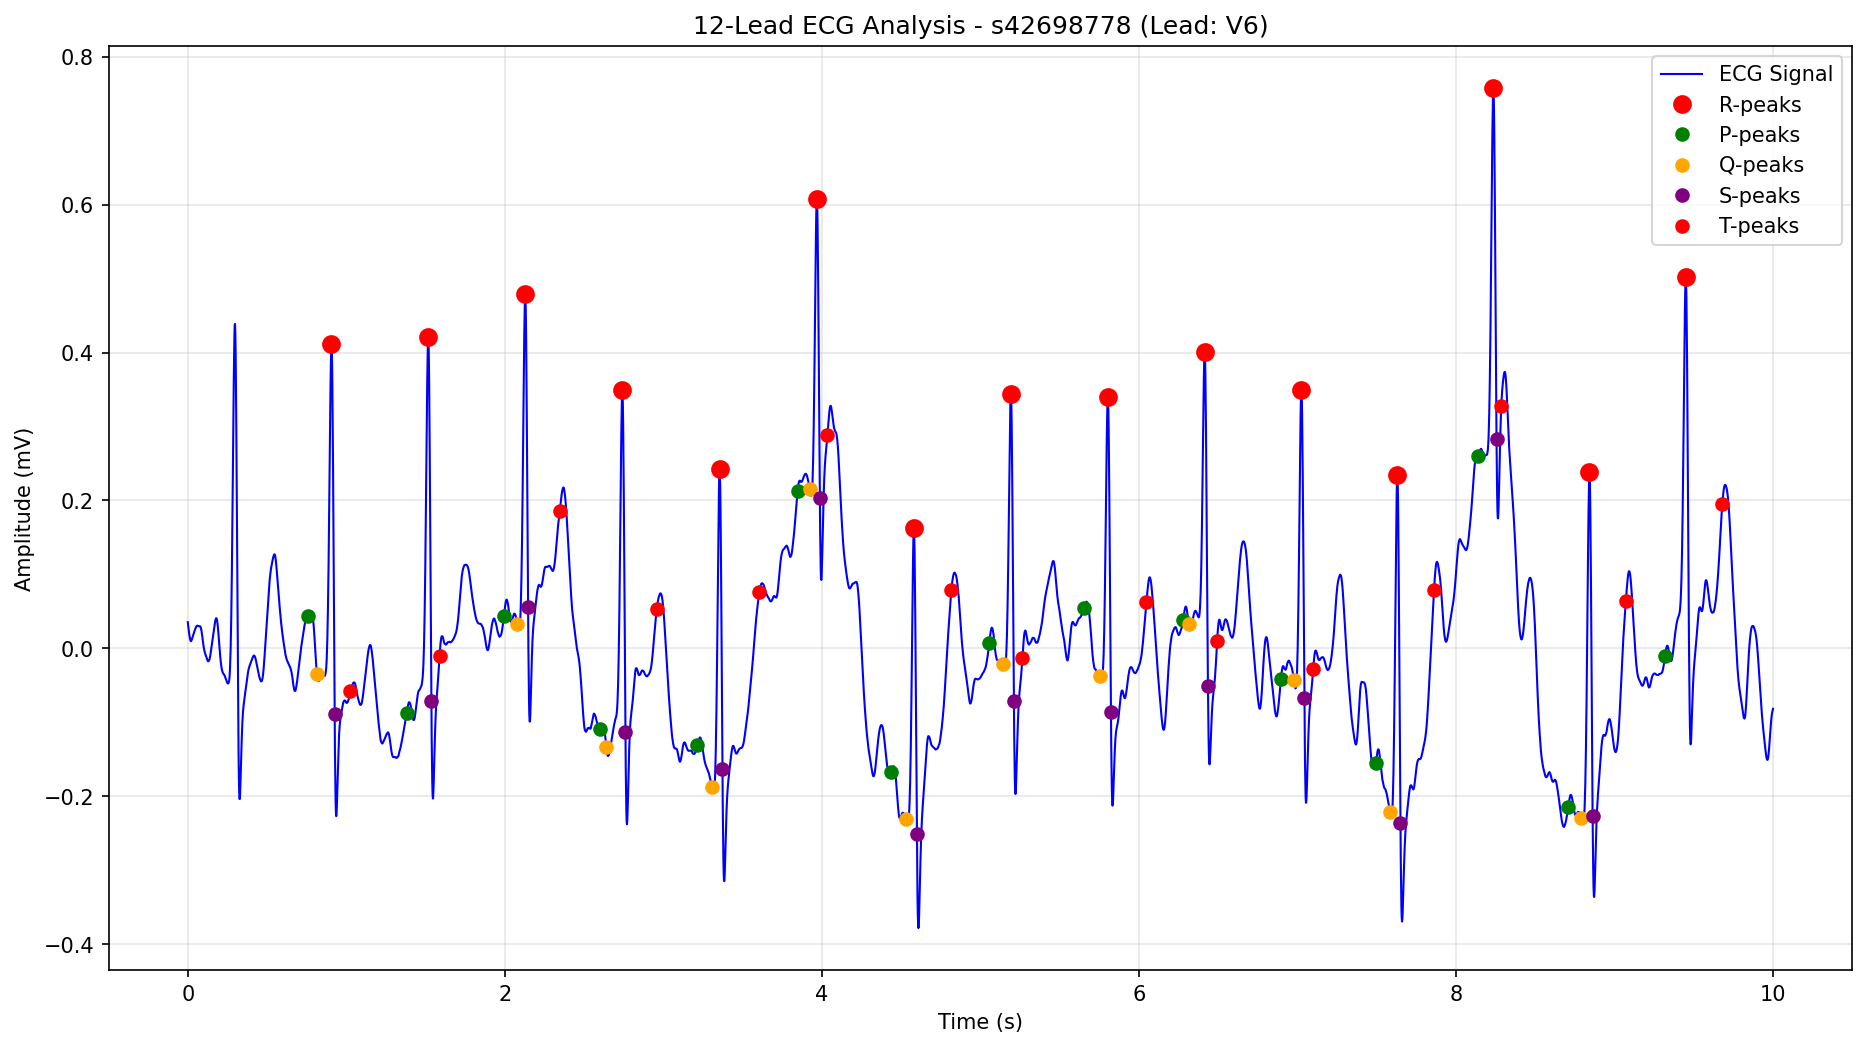 12-Lead ECG Analysis - s42698778 (Lead: V6)
ECG Signal
R-peaks
P-peaks
Q-peaks
S-peaks
T-peaks
Amplitude (mV)
0.8
0.6
0.4
0.2
0.0
−0.2
−0.4
0 2 4 6 8 10
Time (s)